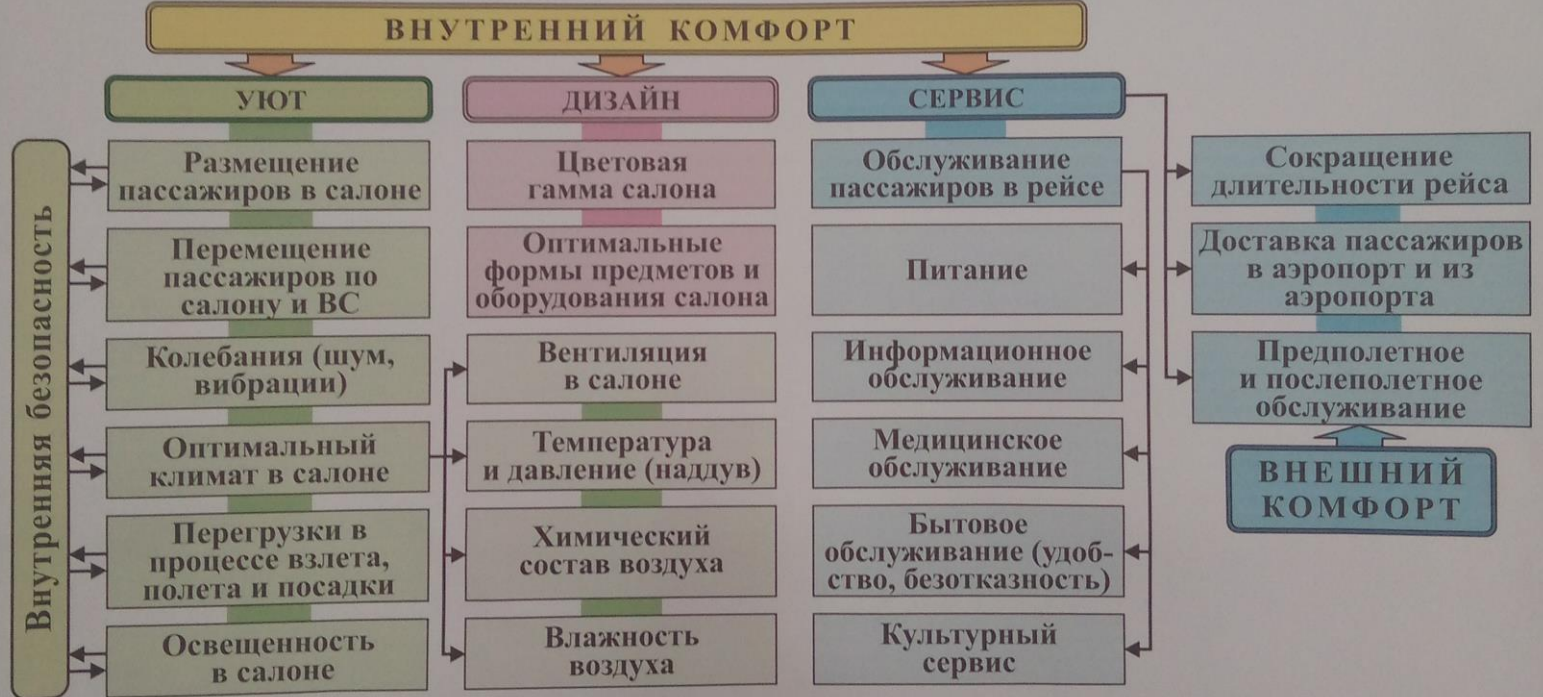 ВНУТРЕННИЙ КОМФОРТ
УЮТ
ДИЗАЙН
СЕРВИС
Внутренняя безопасность
Размещение
пассажиров в салоне
Перемещение
пассажиров по
салону и ВС
Колебания (шум,
вибрации)
Оптимальный
климат в салоне
Перегрузки в
процессе взлета,
полета и посадки
Освещенность
в салоне
Цветовая
гамма салона
Оптимальные
формы предметов и
оборудования салона
Вентиляция
в салоне
Температура
и давление (наддув)
Химический
состав воздуха
Влажность
воздуха
Обслуживание
пассажиров в рейсе
Питание
Информационное
обслуживание
Медицинское
обслуживание
Бытовое
обслуживание (удоб-
ство, безотказность)
Культурный
сервис
Сокращение
длительности рейса
Доставка пассажиров
в аэропорт и из
аэропорта
Предполетное
и послеполетное
обслуживание
ВНЕШНИЙ
КОМФОРТ